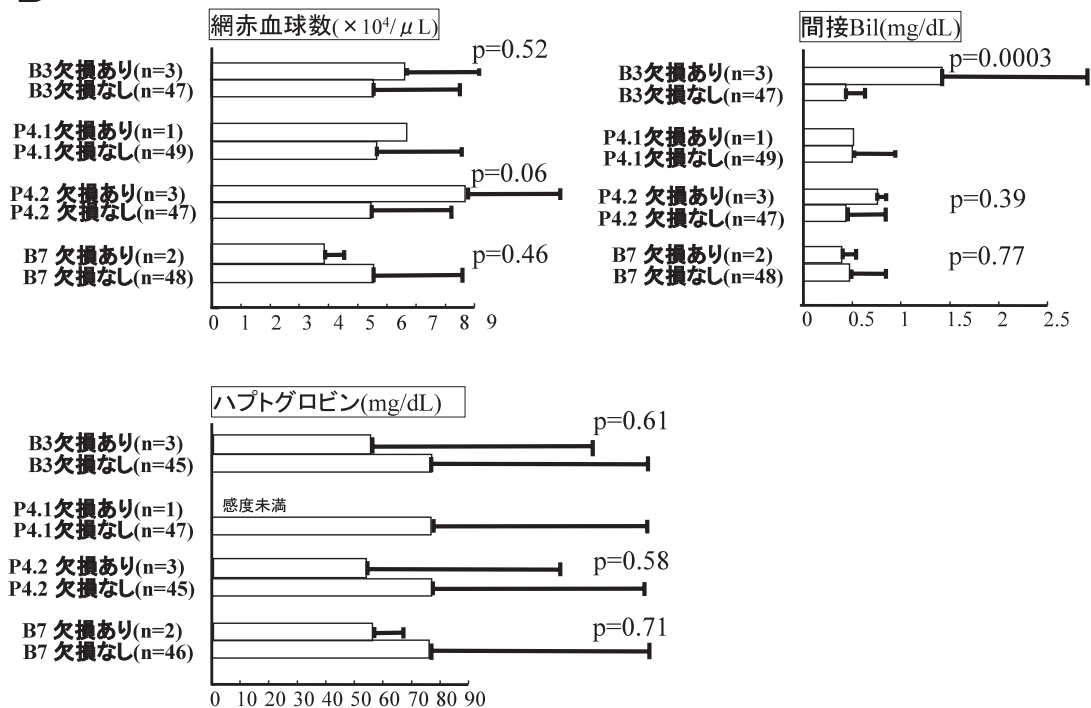 網赤血球数(×10⁴/μL)
p=0.52
B3欠損あり(n=3)
B3欠損なし(n=47)
P4.1欠損あり(n=1)
P4.1欠損なし(n=49)
p=0.06
P4.2 欠損あり(n=3)
P4.2 欠損なし(n=47)
B7 欠損あり(n=2)
B7 欠損なし(n=48)
p=0.46
0 1 2 3 4 5 6 7 8 9
間接Bil(mg/dL)
p=0.0003
B3欠損あり(n=3)
B3欠損なし(n=47)
P4.1欠損あり(n=1)
P4.1欠損なし(n=49)
P4.2 欠損あり(n=3)
P4.2 欠損なし(n=47)
p=0.39
B7 欠損あり(n=2)
B7 欠損なし(n=48)
p=0.77
0 0.5 1 1.5 2 2.5
ハプトグロビン(mg/dL)
p=0.61
B3欠損あり(n=3)
B3欠損なし(n=45)
P4.1欠損あり(n=1)
感度未満
P4.1欠損なし(n=47)
P4.2 欠損あり(n=3)
p=0.58
P4.2 欠損なし(n=45)
B7 欠損あり(n=2)
p=0.71
B7 欠損なし(n=46)
0 10 20 30 40 50 60 70 80 90